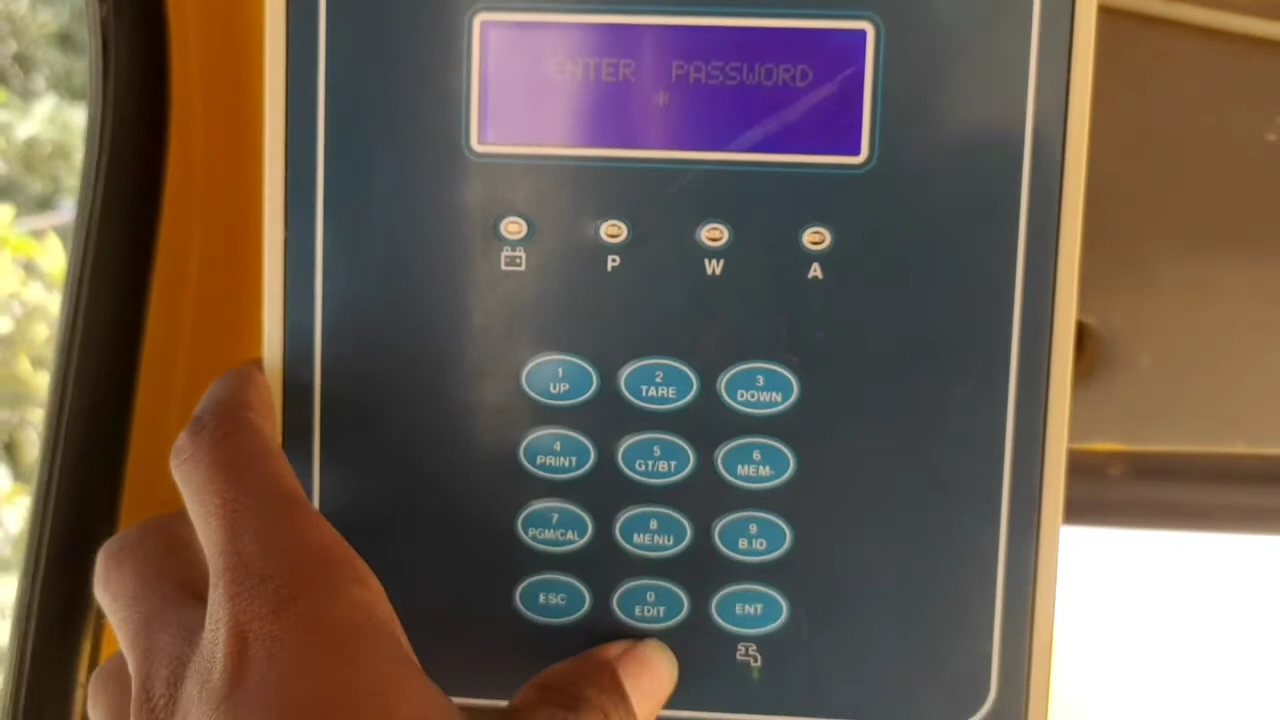 ENTER PASSWORD
*
P W A
1 2 3
UP TARE DOWN
4 5 6
PRINT GT/BT MEM-
7 8 9
PGM/CAL MENU B.ID
ESC 0 ENT
EDIT